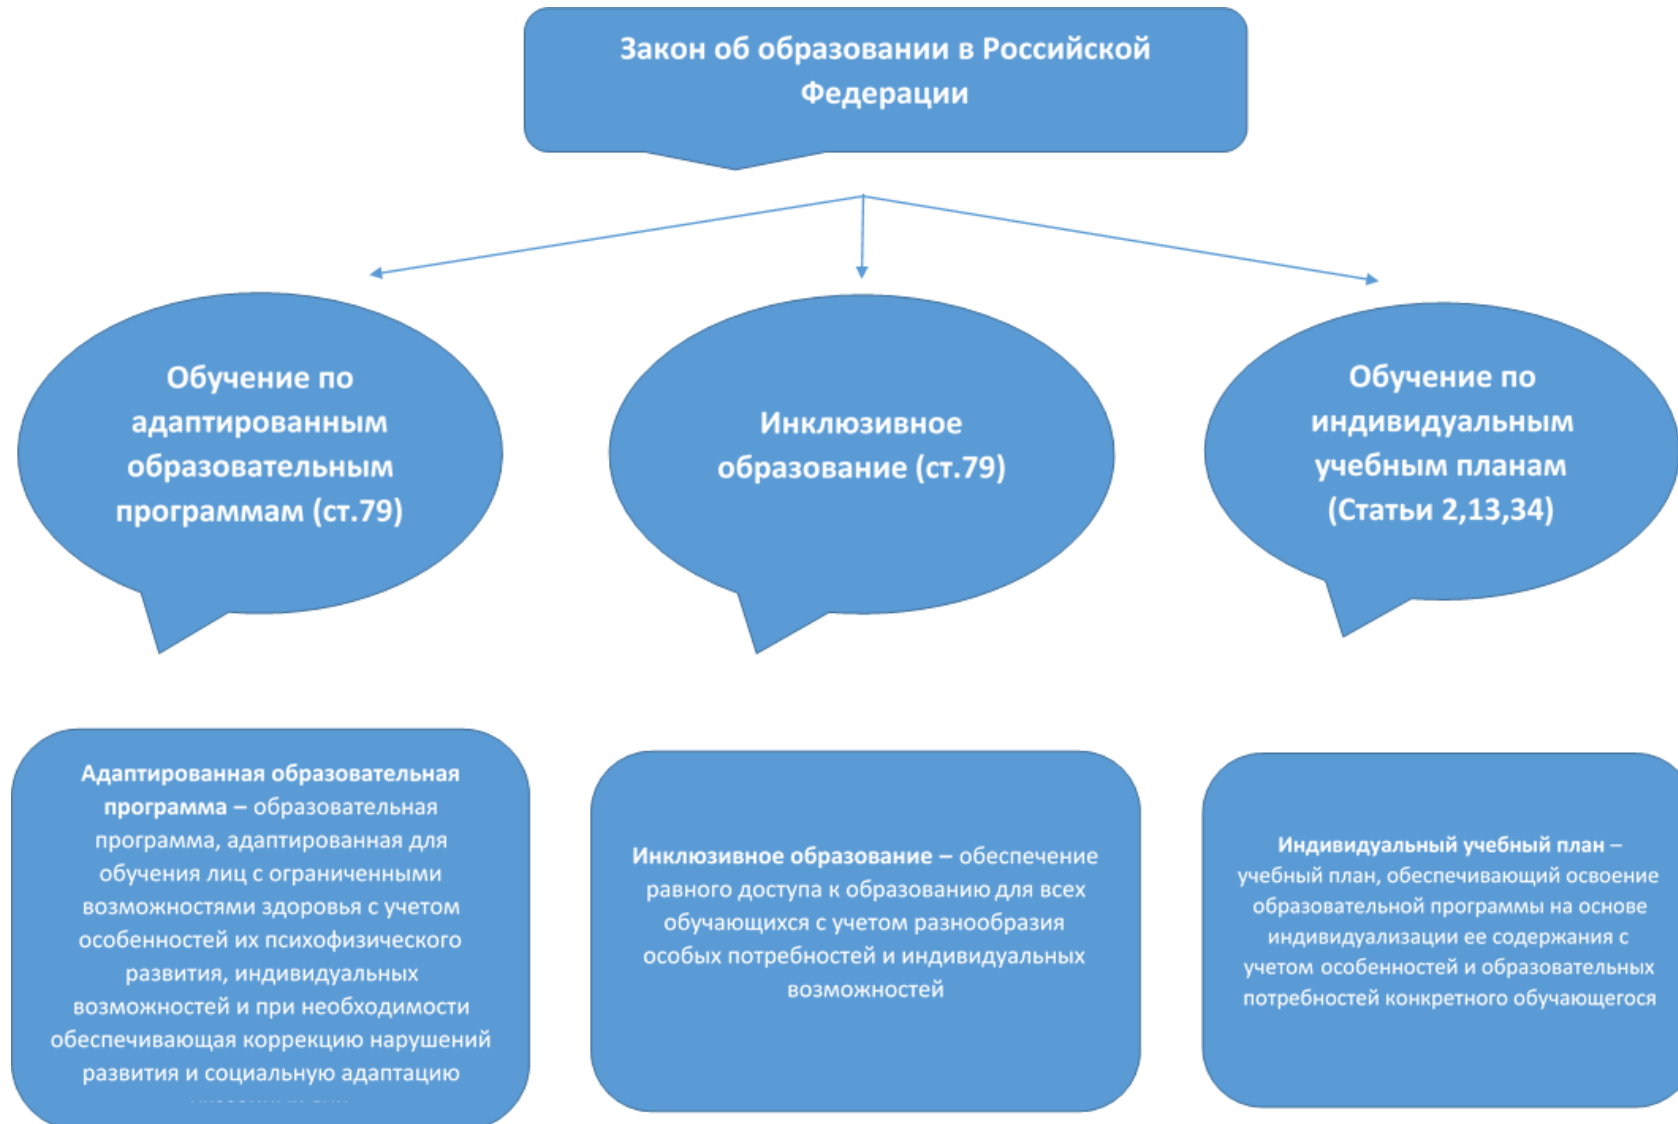 Закон об образовании в Российской
Федерации
Обучение по
адаптированным
образовательным
программам (ст.79)
Инклюзивное
образование (ст.79)
Обучение по
индивидуальным
учебным планам
(Статьи 2,13,34)
Адаптированная образовательная
программа – образовательная
программа, адаптированная для
обучения лиц с ограниченными
возможностями здоровья с учетом
особенностей их психофизического
развития, индивидуальных
возможностей и при необходимости
обеспечивающая коррекцию нарушений
развития и социальную адаптацию
Инклюзивное образование – обеспечение
равного доступа к образованию для всех
обучающихся с учетом разнообразия
особых потребностей и индивидуальных
возможностей
Индивидуальный учебный план –
учебный план, обеспечивающий освоение
образовательной программы на основе
индивидуализации ее содержания с
учетом особенностей и образовательных
потребностей конкретного обучающегося